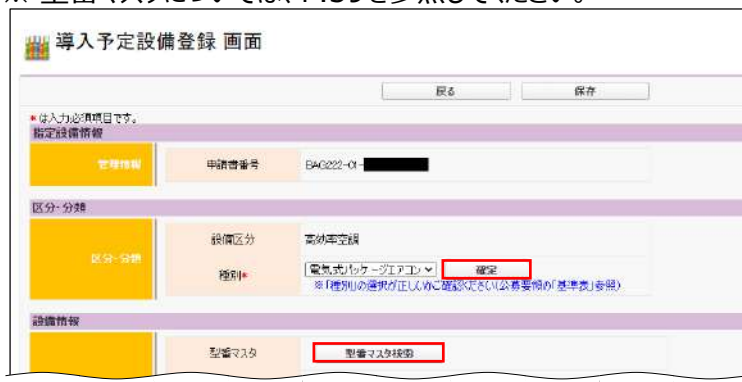 導入予定設備登録 画面
戻る
保存
*は入力必須項目です。
指定設備情報
管理情報
申請書番号
BAG222-01-
区分・分類
区分・分類
設備区分
高効率空調
種別*
電気式パッケージエアコン
確定
※「種別」の選択が正しいかご確認ください(公募要領の「基準表」参照)
設備情報
型番マスタ
型番マスタ検索